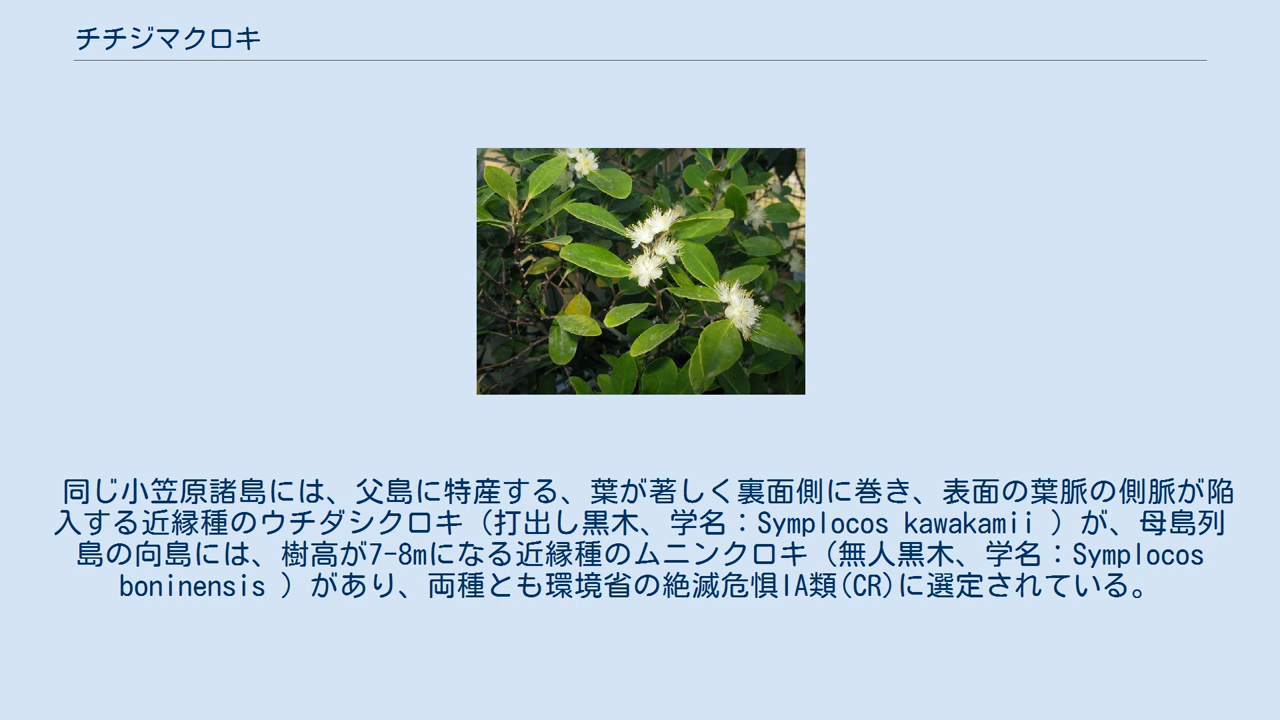 チチジマクロキ
同じ小笠原諸島には、父島に特産する、葉が著しく裏面側に巻き、表面の葉脈の側脈が陥
入する近縁種のウチダシクロキ（打出し黒木、学名：Symplocos kawakamii ）が、母島列
島の向島には、樹高が7-8mになる近縁種のムニンクロキ（無人黒木、学名：Symplocos
boninensis ）があり、両種とも環境省の絶滅危惧IA類(CR)に選定されている。